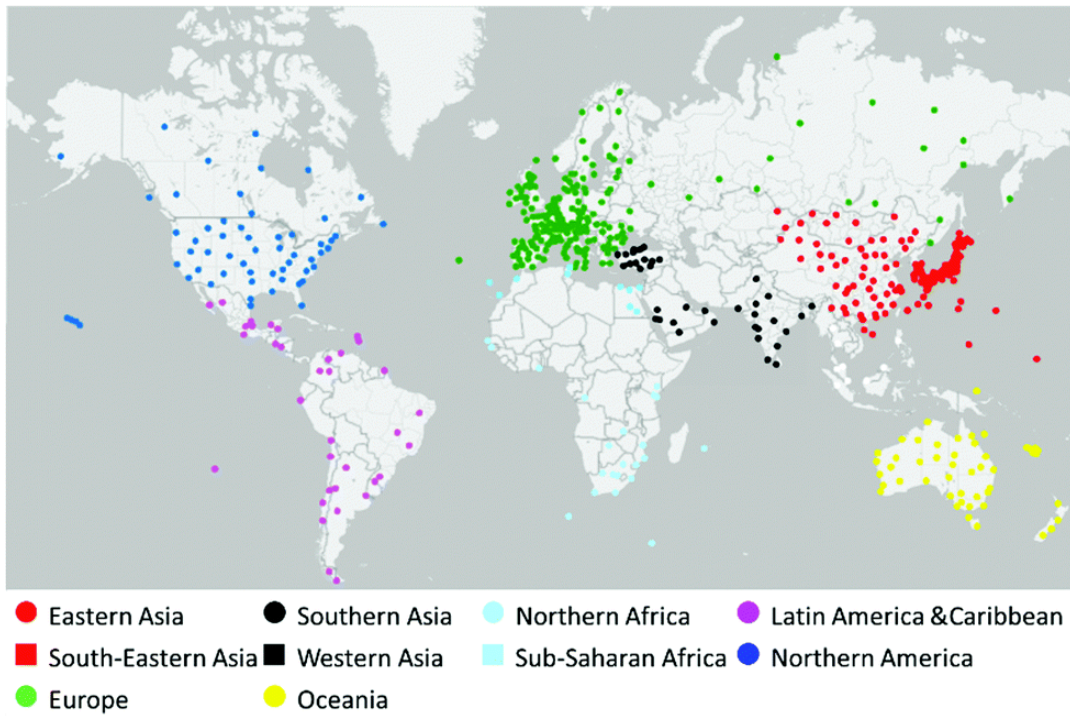 Eastern Asia Southern Asia Northern Africa Latin America &Caribbean
South-Eastern Asia Western Asia Sub-Saharan Africa Northern America
Europe Oceania